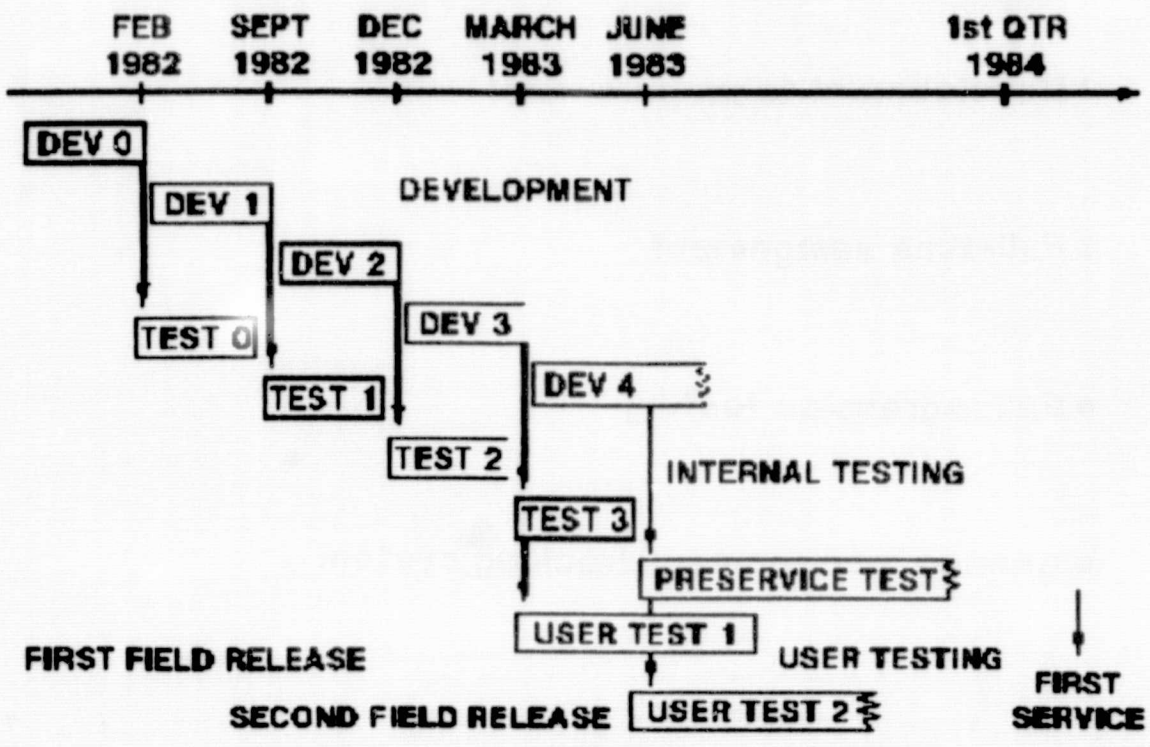 FEB SEPT DEC MARCH JUNE 1st QTR
1982 1982 1982 1983 1983 1984
DEV 0
DEV 1
DEVELOPMENT
DEV 2
DEV 3
TEST 0
DEV 4
TEST 1
TEST 2
INTERNAL TESTING
TEST 3
PRESERVICE TEST
USER TEST 1
FIRST FIELD RELEASE
USER TESTING
FIRST
SERVICE
SECOND FIELD RELEASE
USER TEST 2